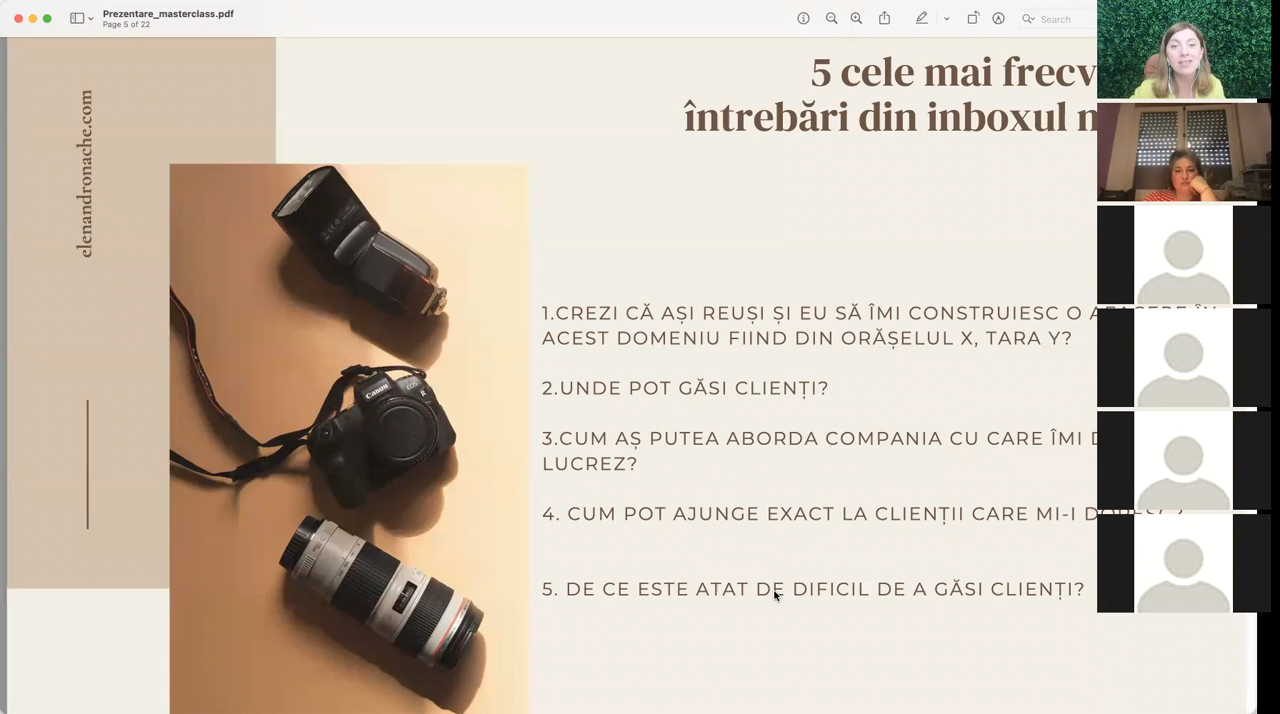 Prezentare_masterclass.pdf
Page 5 of 22
Search
elenandronache.com
5 cele mai
întrebări din inboxul
1.CREZI CĂ AȘI REUȘI ȘI EU SĂ ÎMI CONSTRUIESC O
ACEST DOMENIU FIIND DIN ORĂȘELUL X, TARA Y?
2.UNDE POT GĂSI CLIENȚI?
3.CUM AȘ PUTEA ABORDA COMPANIA CU CARE ÎMI
LUCREZ?
4. CUM POT AJUNGE EXACT LA CLIENȚII CARE MI-I
5. DE CE ESTE ATAT DE DIFICIL DE A GĂSI CLIENȚI?
Canon
EOS
R